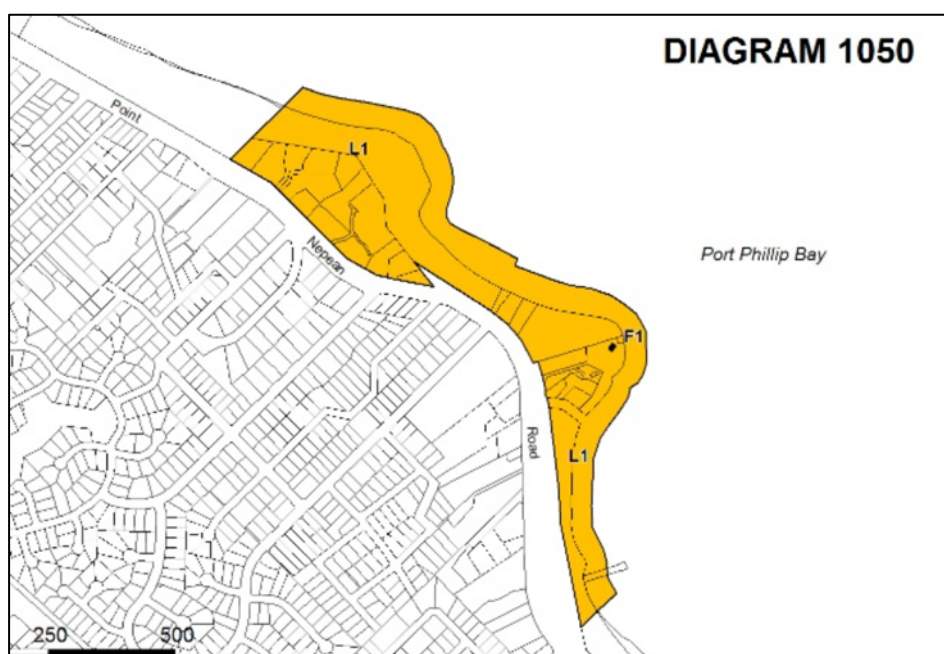 DIAGRAM 1050
Point
L1
Nepean
Port Phillip Bay
F1
Road
L1
250 500